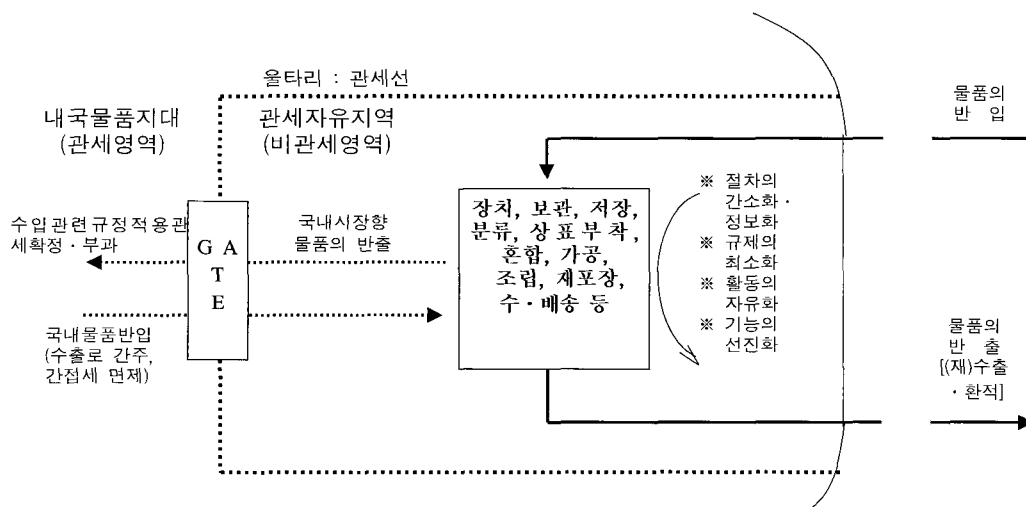 울타리 : 관세선
내국물품지대
(관세영역)
관세자유지역
(비관세영역)
물품의
반 입
수입관련규정적용관
세확정·부과
국내시장향
물품의 반출
G A
T
E
국내물품반입
(수출로 간주,
간접세 면제)
장치, 보관, 저장,
분류, 상표부착,
혼합, 가공,
조립, 재포장,
수·배송 등
※ 절차의
간소화·
정보화
※ 규제의
최소화
※ 활동의
자유화
※ 기능의
선진화
물품의
반 출
[(재)수출
·환적]